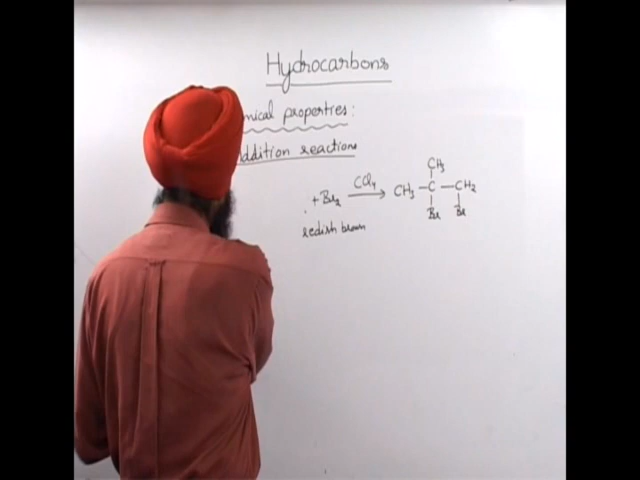 Hydrocarbons
mical properties:
ddition reactions
CH3
+ Br2 CCl4 CH3 – C – CH2
Br Br
redish brown